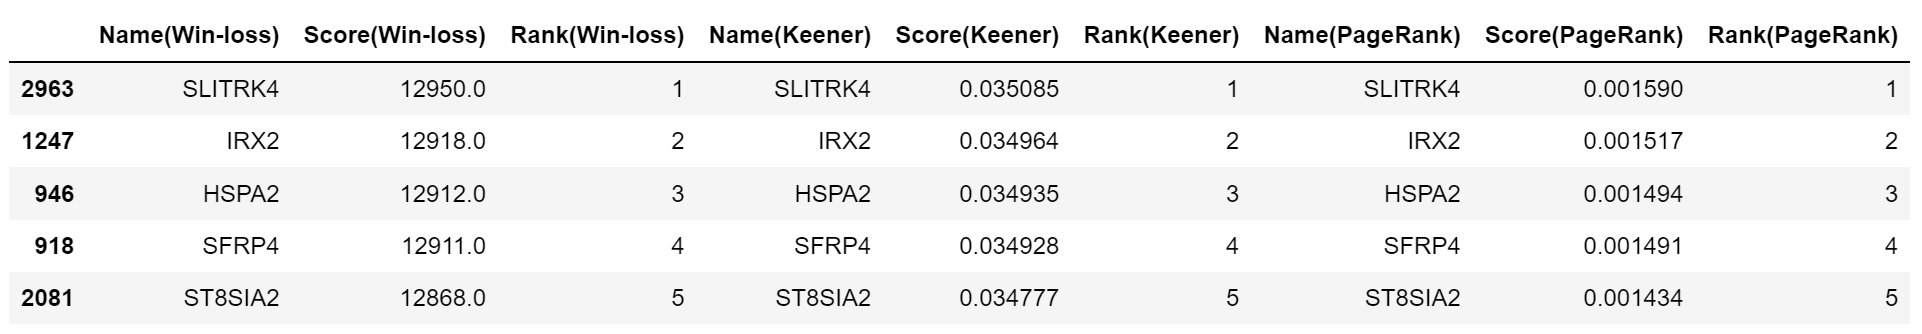 Name(Win-loss) Score(Win-loss) Rank(Win-loss) Name(Keener) Score(Keener) Rank(Keener) Name(PageRank) Score(PageRank) Rank(PageRank)
2963 SLITRK4 12950.0 1 SLITRK4 0.035085 1 SLITRK4 0.001590 1
1247 IRX2 12918.0 2 IRX2 0.034964 2 IRX2 0.001517 2
946 HSPA2 12912.0 3 HSPA2 0.034935 3 HSPA2 0.001494 3
918 SFRP4 12911.0 4 SFRP4 0.034928 4 SFRP4 0.001491 4
2081 ST8SIA2 12868.0 5 ST8SIA2 0.034777 5 ST8SIA2 0.001434 5